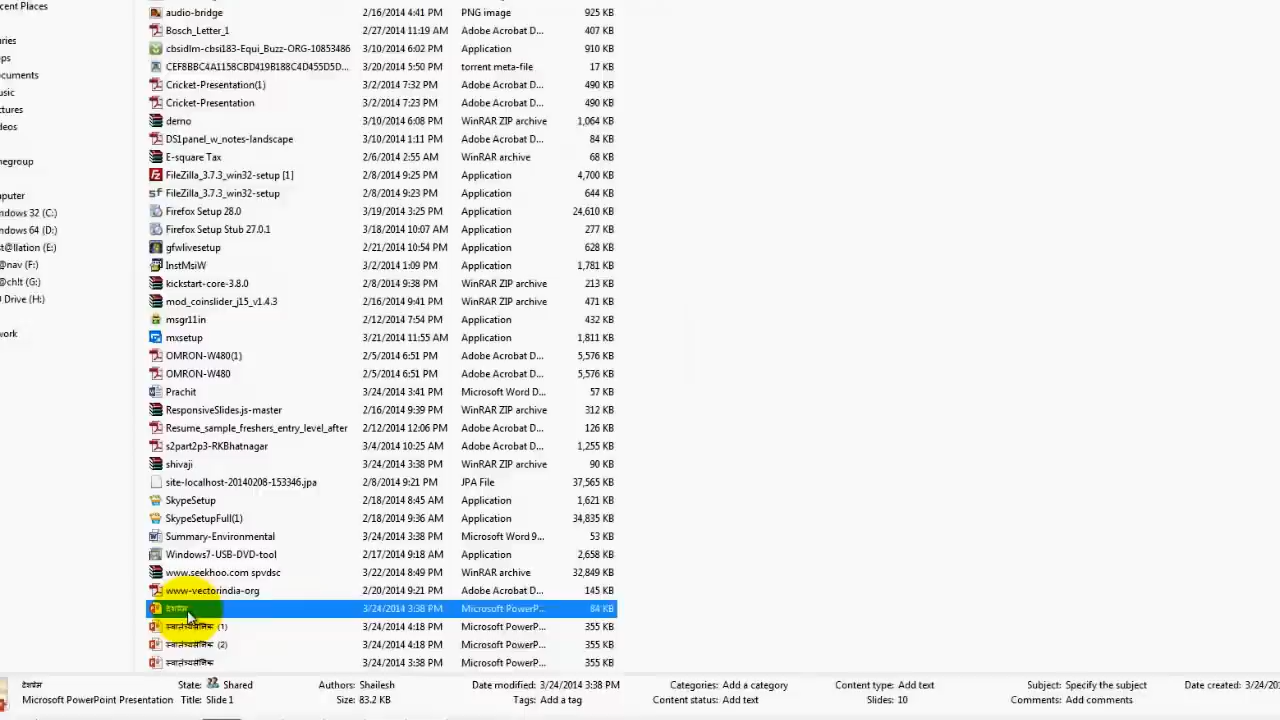 cent Places
audio-bridge 2/16/2014 4:41 PM PNG image 925 KB
Bosch_Letter_1 2/27/2014 11:19 AM Adobe Acrobat D... 407 KB
aries
cbsidlm-cbsi183-Equi_Buzz-ORG-10853486 3/10/2014 6:02 PM Application 910 KB
ps
CEF8BBC4A1158CBD419B188C4D455D5D... 3/20/2014 5:50 PM torrent meta-file 17 KB
cuments
Cricket-Presentation(1) 3/2/2014 7:32 PM Adobe Acrobat D... 490 KB
usic
Cricket-Presentation 3/2/2014 7:23 PM Adobe Acrobat D... 490 KB
ctures
demo 3/10/2014 6:08 PM WinRAR ZIP archive 1,064 KB
deos
DS1panel_w_notes-landscape 3/10/2014 1:11 PM Adobe Acrobat D... 84 KB
E-square Tax 2/6/2014 2:55 AM WinRAR archive 68 KB
megroup
FileZilla_3.7.3_win32-setup [1] 2/8/2014 9:25 PM Application 4,700 KB
FileZilla_3.7.3_win32-setup 2/8/2014 9:23 PM Application 644 KB
mputer
Firefox Setup 28.0 3/19/2014 3:25 PM Application 24,610 KB
ndows 32 (C:)
Firefox Setup Stub 27.0.1 3/18/2014 10:07 AM Application 277 KB
ndows 64 (D:)
gfwlivesetup 2/21/2014 10:54 PM Application 628 KB
st@llation (E:)
InstMsiW 3/2/2014 1:09 PM Application 1,781 KB
@nav (F:)
kickstart-core-3.8.0 2/8/2014 9:38 PM WinRAR ZIP archive 213 KB
@ch!t (G:)
mod_coinslider_j15_v1.4.3 2/16/2014 9:41 PM WinRAR ZIP archive 471 KB
Drive (H:)
msgr11in 2/12/2014 7:54 PM Application 432 KB
work
mxsetup 3/21/2014 11:55 AM Application 1,811 KB
OMRON-W480(1) 2/5/2014 6:51 PM Adobe Acrobat D... 5,576 KB
OMRON-W480 2/5/2014 6:51 PM Adobe Acrobat D... 5,576 KB
Prachit 3/24/2014 3:41 PM Microsoft Word D... 57 KB
ResponsiveSlides.js-master 2/16/2014 9:39 PM WinRAR ZIP archive 312 KB
Resume_sample_freshers_entry_level_after 2/12/2014 12:06 PM Adobe Acrobat D... 126 KB
s2part2p3-RKBhatnagar 3/4/2014 10:25 AM Adobe Acrobat D... 1,255 KB
shivaji 3/24/2014 3:38 PM WinRAR ZIP archive 90 KB
site-localhost-20140208-153346.jpa 2/8/2014 9:21 PM JPA File 37,565 KB
SkypeSetup 2/18/2014 8:45 AM Application 1,621 KB
SkypeSetupFull(1) 2/18/2014 9:36 AM Application 34,835 KB
Summary-Environmental 3/24/2014 3:38 PM Microsoft Word 9... 53 KB
Windows7-USB-DVD-tool 2/17/2014 9:18 AM Application 2,658 KB
www.seekhoo.com spvdsc 3/22/2014 8:49 PM WinRAR archive 32,849 KB
www-vectorindia-org 2/20/2014 9:21 PM Adobe Acrobat D... 145 KB
देशप्रेम 3/24/2014 3:38 PM Microsoft PowerP... 84 KB
(1) 3/24/2014 4:18 PM Microsoft PowerP... 355 KB
(2) 3/24/2014 4:18 PM Microsoft PowerP... 355 KB
3/24/2014 4:18 PM Microsoft PowerP... 355 KB
देशप्रेम State: Shared Authors: Shailesh Date modified: 3/24/2014 3:38 PM Categories: Add a category Content type: Add text Subject: Specify the subject Date created: 3/24/20
Microsoft PowerPoint Presentation Title: Slide 1 Size: 83.2 KB Tags: Add a tag Content status: Add text Slides: 10 Comments: Add comments